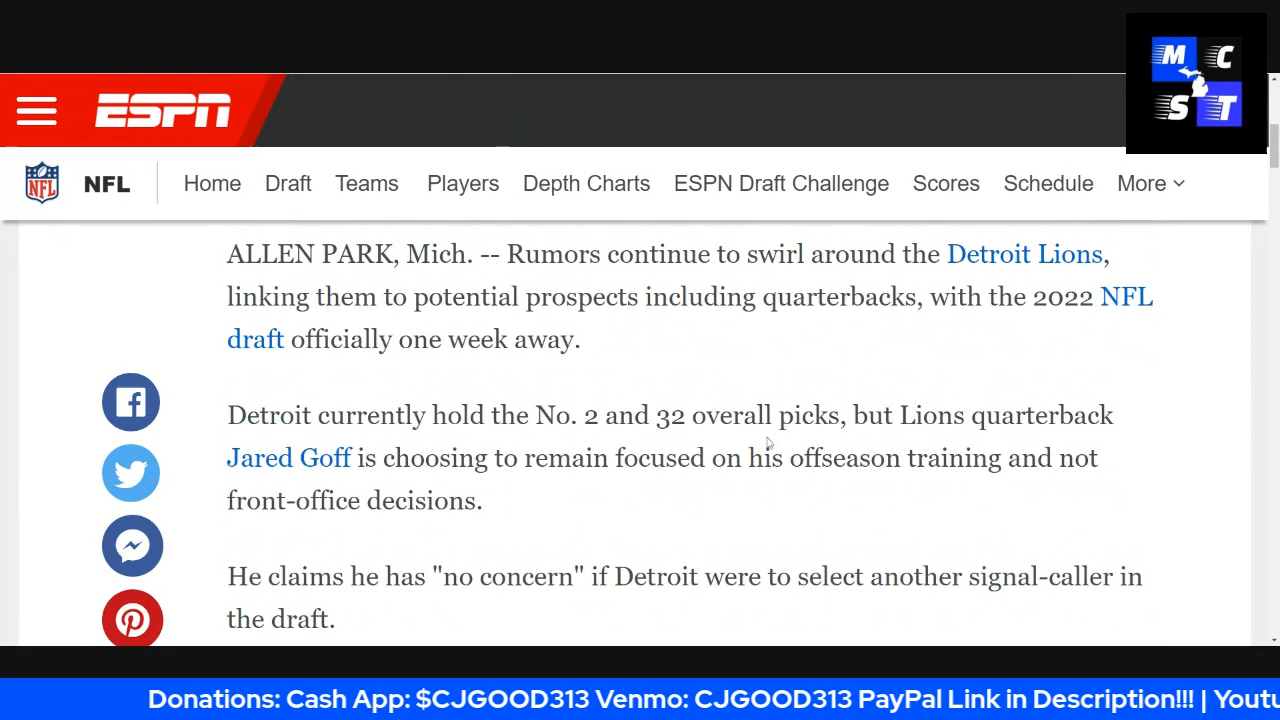 M C
S T
ESPN
NFL NFL Home Draft Teams Players Depth Charts ESPN Draft Challenge Scores Schedule More
ALLEN PARK, Mich. -- Rumors continue to swirl around the Detroit Lions,
linking them to potential prospects including quarterbacks, with the 2022 NFL
draft officially one week away.
Detroit currently hold the No. 2 and 32 overall picks, but Lions quarterback
Jared Goff is choosing to remain focused on his offseason training and not
front-office decisions.
He claims he has "no concern" if Detroit were to select another signal-caller in
the draft.
Donations: Cash App: $CJGOOD313 Venmo: CJGOOD313 PayPal Link in Description!!! | Youtu